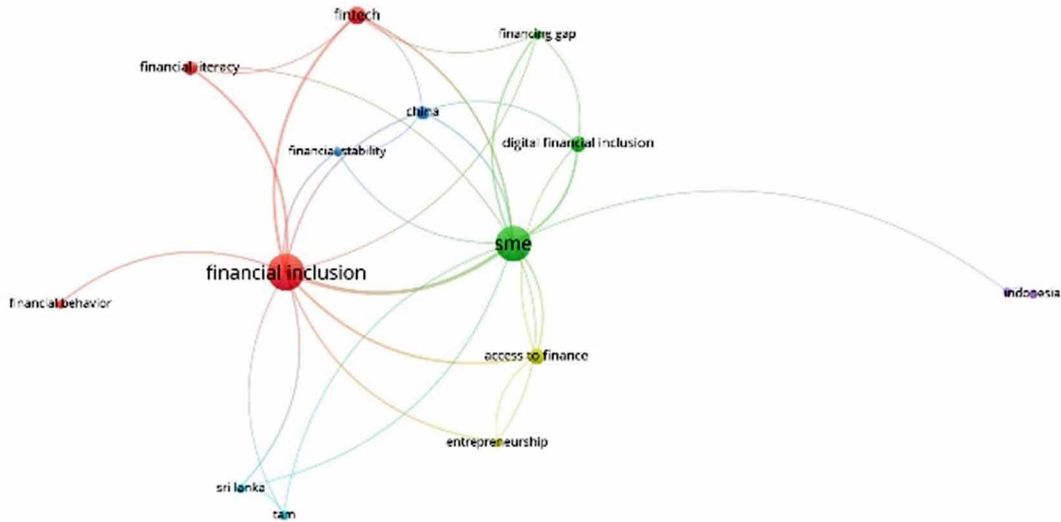 fintech
financing gap
financial literacy
china
digital financial inclusion
financial stability
sme
financial inclusion
financial behavior
indonesia
access to finance
entrepreneurship
sri lanka
tam